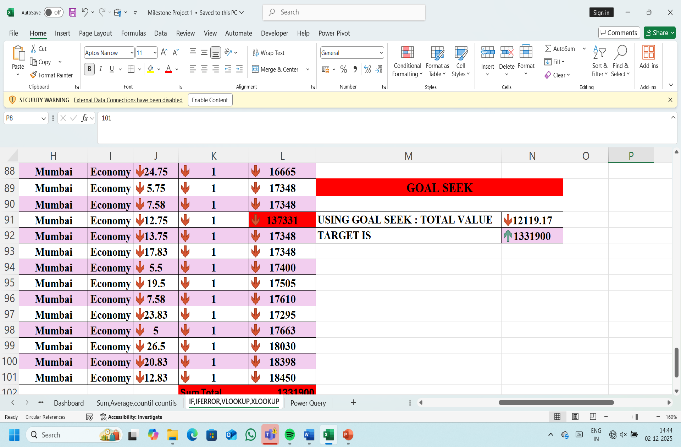 AutoSave Off Milestone Project 1 • Saved to this PC Search Sign in
File Home Insert Page Layout Formulas Data Review View Automate Developer Help Power Pivot Comments Share
Paste Cut Copy Format Painter
Aptos Narrow 11 Wrap Text General AutoSum
B I U Merge & Center Conditional Formatting Format as Table Cell Styles Insert Delete Format Fill Clear Sort & Filter Find & Select Add-ins
Clipboard Font Alignment Number Styles Cells Editing Add-ins
SECURITY WARNING External Data Connections have been disabled Enable Content
P6 fx 101
H I J K L M N O P
88 Mumbai Economy 24.75 1 16665
89 Mumbai Economy 5.75 1 17348 GOAL SEEK
90 Mumbai Economy 7.58 1 17348
91 Mumbai Economy 12.75 1 137331 USING GOAL SEEK : TOTAL VALUE 12119.17
92 Mumbai Economy 13.75 1 17348 TARGET IS 1331900
93 Mumbai Economy 17.83 1 17348
94 Mumbai Economy 5.5 1 17400
95 Mumbai Economy 19.5 1 17505
96 Mumbai Economy 7.58 1 17610
97 Mumbai Economy 23.83 1 17295
98 Mumbai Economy 5 1 17663
99 Mumbai Economy 26.5 1 18030
100 Mumbai Economy 20.83 1 18398
101 Mumbai Economy 12.83 1 18450
102 Sum Total 1331900
Dashboard Sum,Average.countif.countifs IF,IFERROR,VLOOKUP,XLOOKUP Power Query
Ready Circular References Accessibility: Investigate 160%
Search ENG IN 14:44 02-12-2025